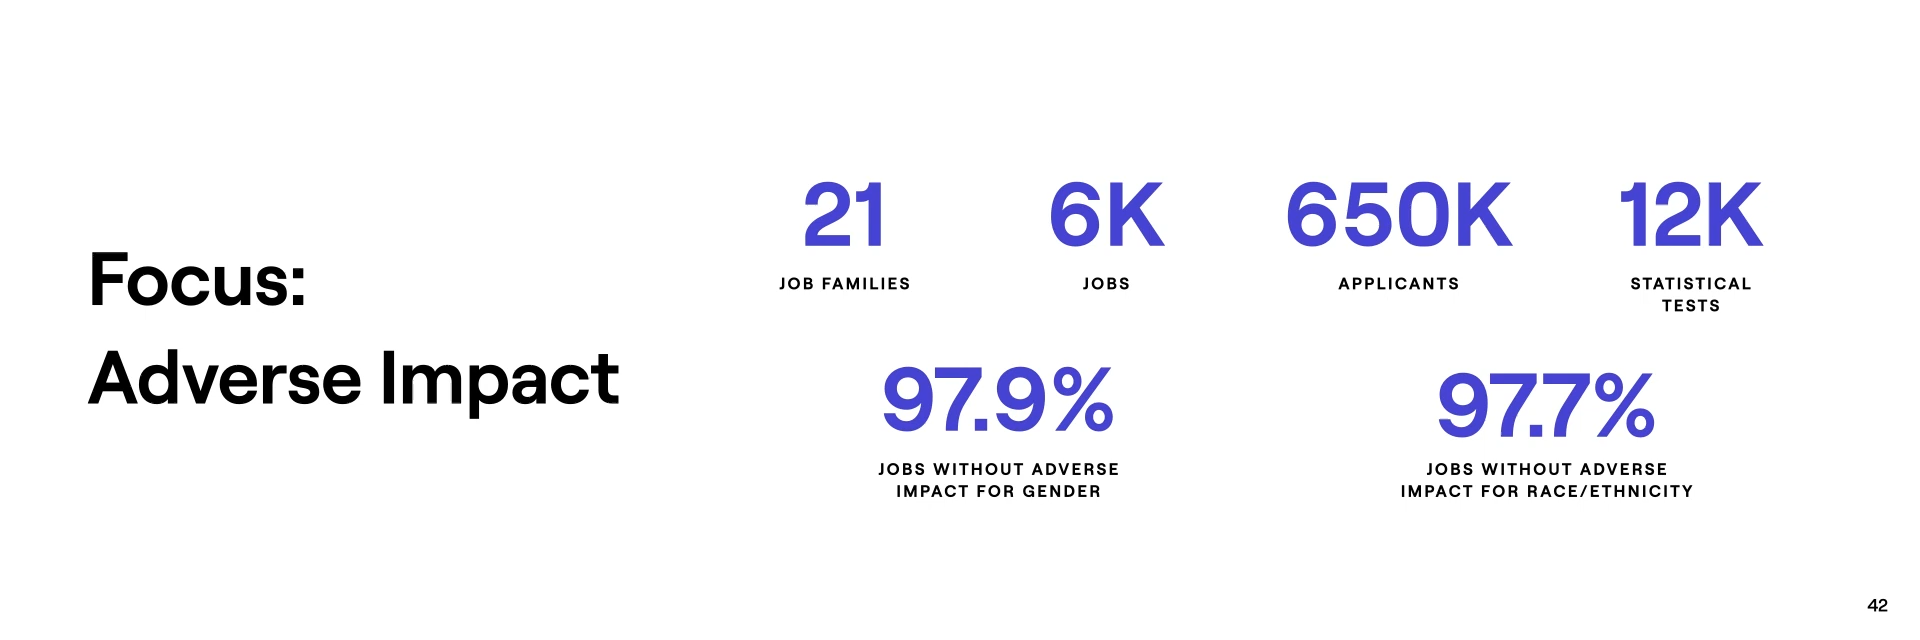 Focus:
Adverse Impact
21
JOB FAMILIES
6K
JOBS
650K
APPLICANTS
12K
STATISTICAL
TESTS
97.9%
JOBS WITHOUT ADVERSE
IMPACT FOR GENDER
97.7%
JOBS WITHOUT ADVERSE
IMPACT FOR RACE/ETHNICITY
42